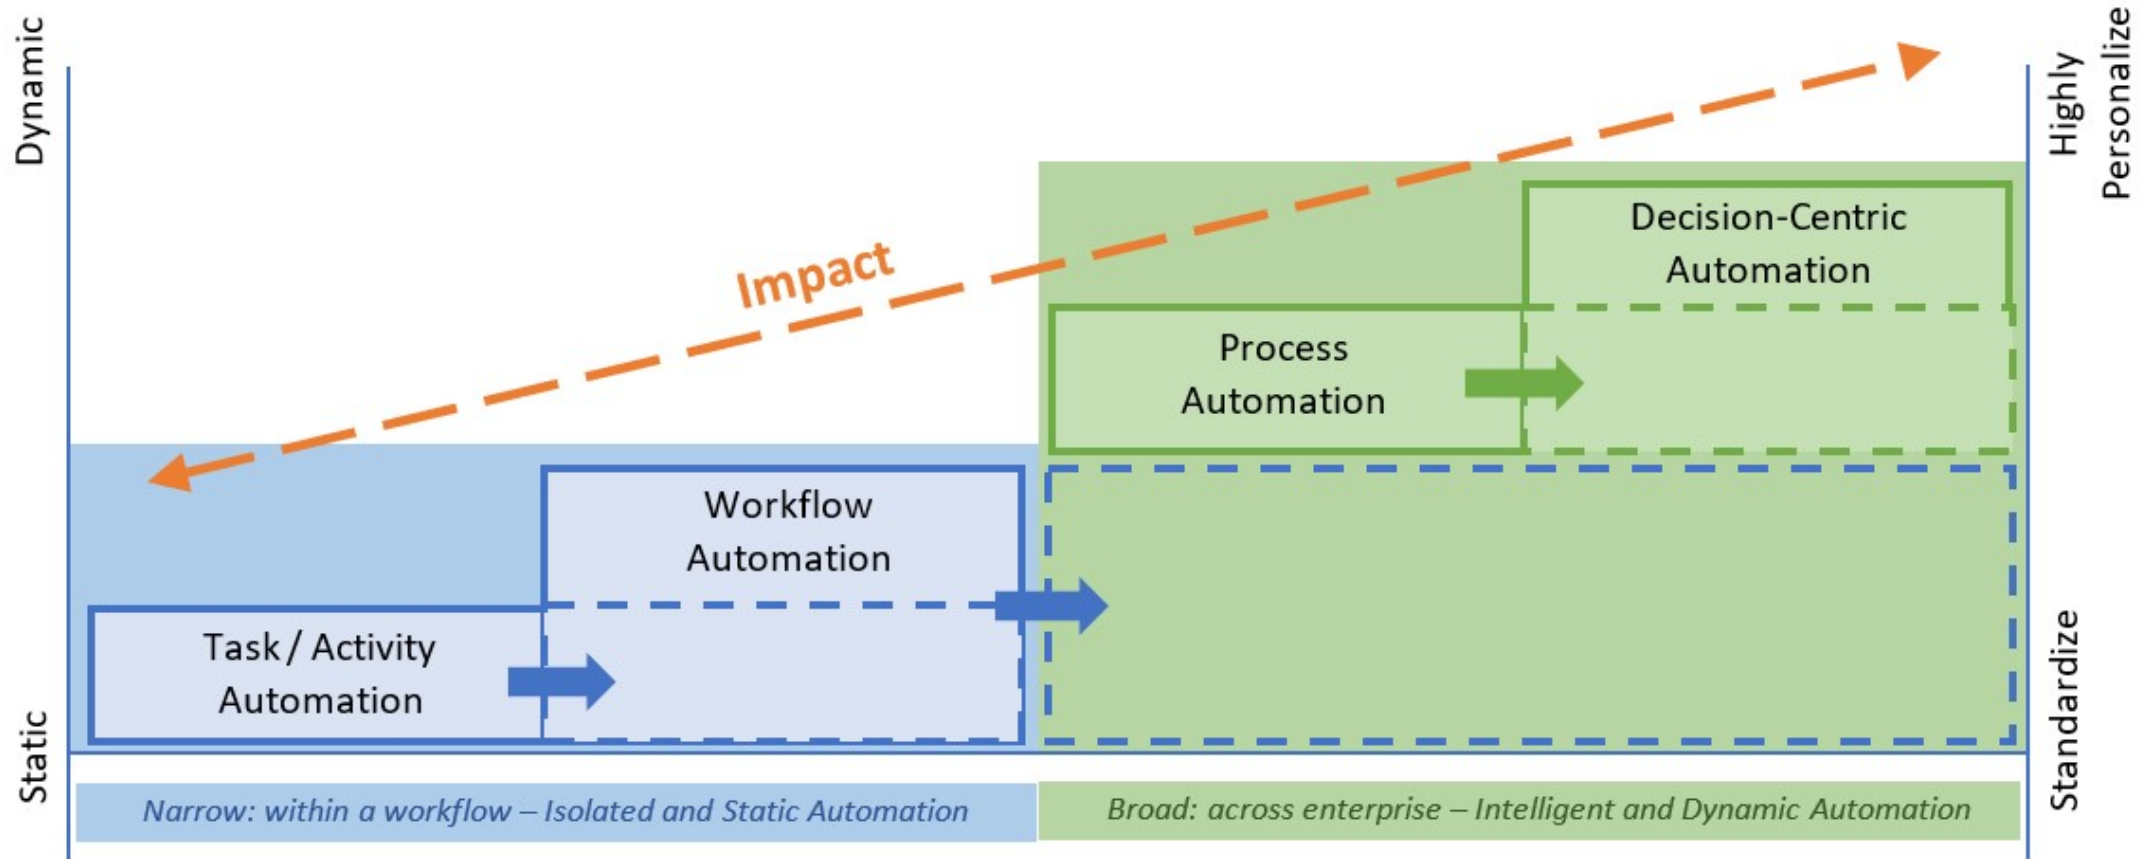 Dynamic
Highly
Personalize
Impact
Decision-Centric
Automation
Process
Automation
Workflow
Automation
Task / Activity
Automation
Static
Standardize
Narrow: within a workflow – Isolated and Static Automation
Broad: across enterprise – Intelligent and Dynamic Automation